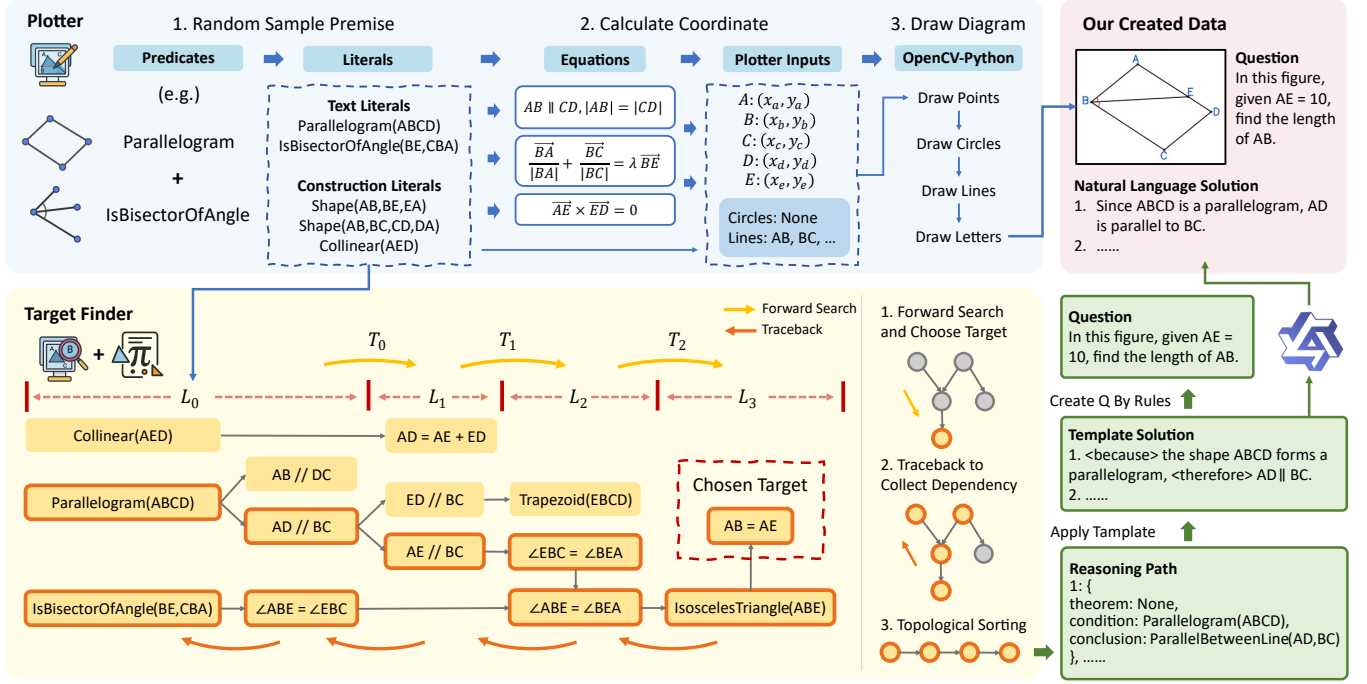 Plotter
1. Random Sample Premise
2. Calculate Coordinate
3. Draw Diagram
Predicates
Literals
Equations
Plotter Inputs
OpenCV-Python
(e.g.)
Parallelogram
+
IsBisectorOfAngle
Text Literals
Parallelogram(ABCD)
IsBisectorOfAngle(BE,CBA)
Construction Literals
Shape(AB,BE,EA)
Shape(AB,BC,CD,DA)
Collinear(AED)
AB ∥ CD, |AB| = |CD|
BA/|BA| + BC/|BC| = λ BE
AE × ED = 0
A: (x_a, y_a)
B: (x_b, y_b)
C: (x_c, y_c)
D: (x_d, y_d)
E: (x_e, y_e)
Circles: None
Lines: AB, BC, ...
Draw Points
Draw Circles
Draw Lines
Draw Letters
Our Created Data
A
B
E
D
C
Question
In this figure,
given AE = 10,
find the length
of AB.
Natural Language Solution
1. Since ABCD is a parallelogram, AD
is parallel to BC.
2. ......
Target Finder
B
+
π
Forward Search
Traceback
T_0
T_1
T_2
L_0
L_1
L_2
L_3
Collinear(AED)
AD = AE + ED
Parallelogram(ABCD)
AB // DC
AD // BC
ED // BC
Trapezoid(EBCD)
AE // BC
∠EBC = ∠BEA
Chosen Target
AB = AE
IsBisectorOfAngle(BE,CBA)
∠ABE = ∠EBC
∠ABE = ∠BEA
IsoscelesTriangle(ABE)
1. Forward Search
and Choose Target
2. Traceback to
Collect Dependency
3. Topological Sorting
Question
In this figure, given AE =
10, find the length of AB.
Create Q By Rules
Template Solution
1. <because> the shape ABCD forms a
parallelogram, <therefore> AD ∥ BC.
2. ......
Apply Tamplate
Reasoning Path
1: {
theorem: None,
condition: Parallelogram(ABCD),
conclusion: ParallelBetweenLine(AD,BC)
}, ......